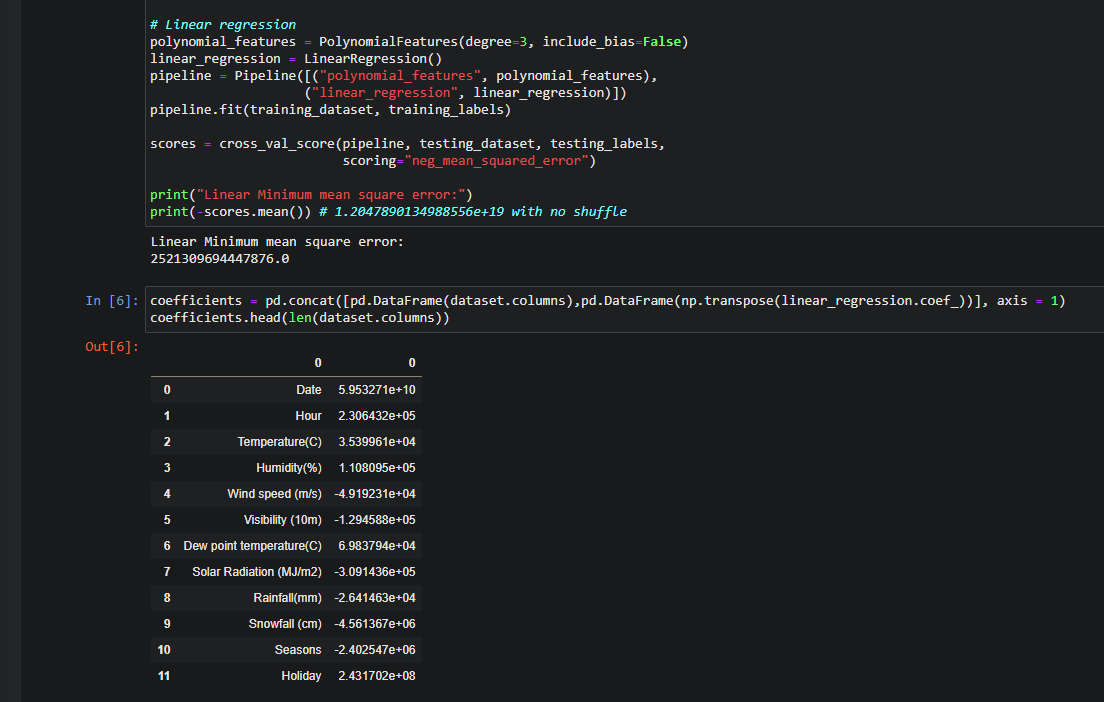 # Linear regression
polynomial_features = PolynomialFeatures(degree=3, include_bias=False)
linear_regression = LinearRegression()
pipeline = Pipeline([("polynomial_features", polynomial_features),
("linear_regression", linear_regression)])
pipeline.fit(training_dataset, training_labels)
scores = cross_val_score(pipeline, testing_dataset, testing_labels,
scoring="neg_mean_squared_error")
print("Linear Minimum mean square error:")
print(-scores.mean()) # 1.2047890134988556e+19 with no shuffle
Linear Minimum mean square error:
2521309694447876.0
In [6]: coefficients = pd.concat([pd.DataFrame(dataset.columns),pd.DataFrame(np.transpose(linear_regression.coef_))], axis = 1)
coefficients.head(len(dataset.columns))
Out[6]:
0 0
0 Date 5.953271e+10
1 Hour 2.306432e+05
2 Temperature(C) 3.539961e+04
3 Humidity(%) 1.108095e+05
4 Wind speed (m/s) -4.919231e+04
5 Visibility (10m) -1.294588e+05
6 Dew point temperature(C) 6.983794e+04
7 Solar Radiation (MJ/m2) -3.091436e+05
8 Rainfall(mm) -2.641463e+04
9 Snowfall (cm) -4.561367e+06
10 Seasons -2.402547e+06
11 Holiday 2.431702e+08